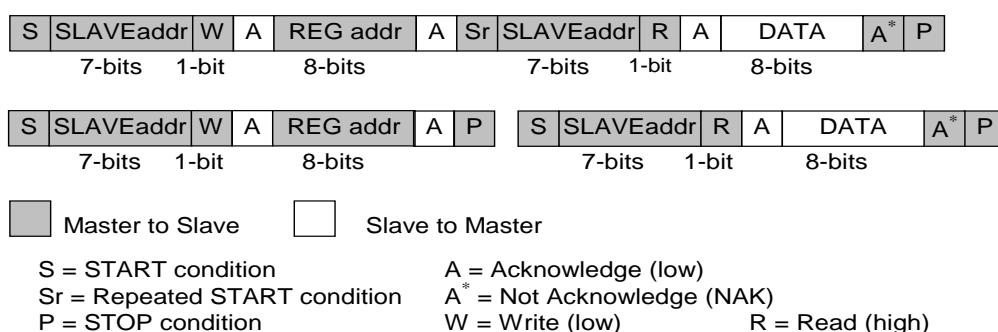 S SLAVEaddr W A REG addr A Sr SLAVEaddr R A DATA A* P
7-bits 1-bit 8-bits 7-bits 1-bit 8-bits
S SLAVEaddr W A REG addr A P S SLAVEaddr R A DATA A* P
7-bits 1-bit 8-bits 7-bits 1-bit 8-bits
Master to Slave Slave to Master
S = START condition A = Acknowledge (low)
Sr = Repeated START condition A* = Not Acknowledge (NAK)
P = STOP condition W = Write (low) R = Read (high)